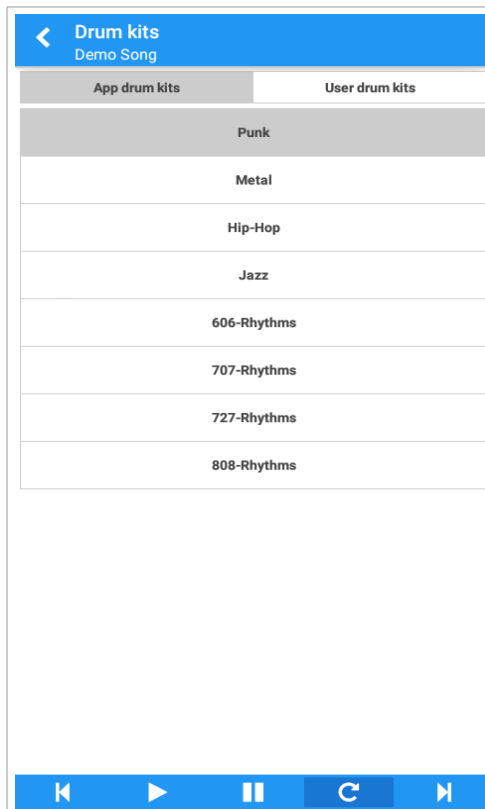 Drum kits
Demo Song
App drum kits
User drum kits
Punk
Metal
Hip-Hop
Jazz
606-Rhythms
707-Rhythms
727-Rhythms
808-Rhythms